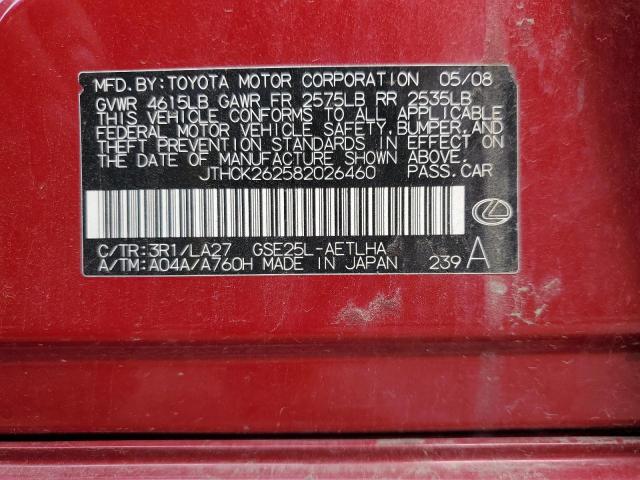 MFD. BY: TOYOTA MOTOR CORPORATION 05/08
GVWR 4615LB GAWR FR 2575LB RR 2535LB
THIS VEHICLE CONFORMS TO ALL APPLICABLE
FEDERAL MOTOR VEHICLE SAFETY, BUMPER, AND
THEFT PREVENTION STANDARDS IN EFFECT ON
THE DATE OF MANUFACTURE SHOWN ABOVE.
JTHCK262582026460 PASS. CAR
C/TR: 3R1/LA27 GSE25L-AETLHA
A/TM: A04A/A760H MADE IN JAPAN 239 A